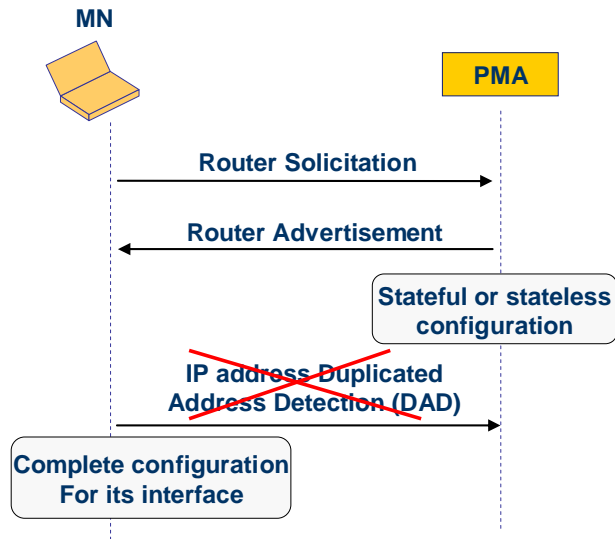 MN
PMA
Router Solicitation
Router Advertisement
Stateful or stateless
configuration
IP address Duplicated
Address Detection (DAD)
Complete configuration
For its interface